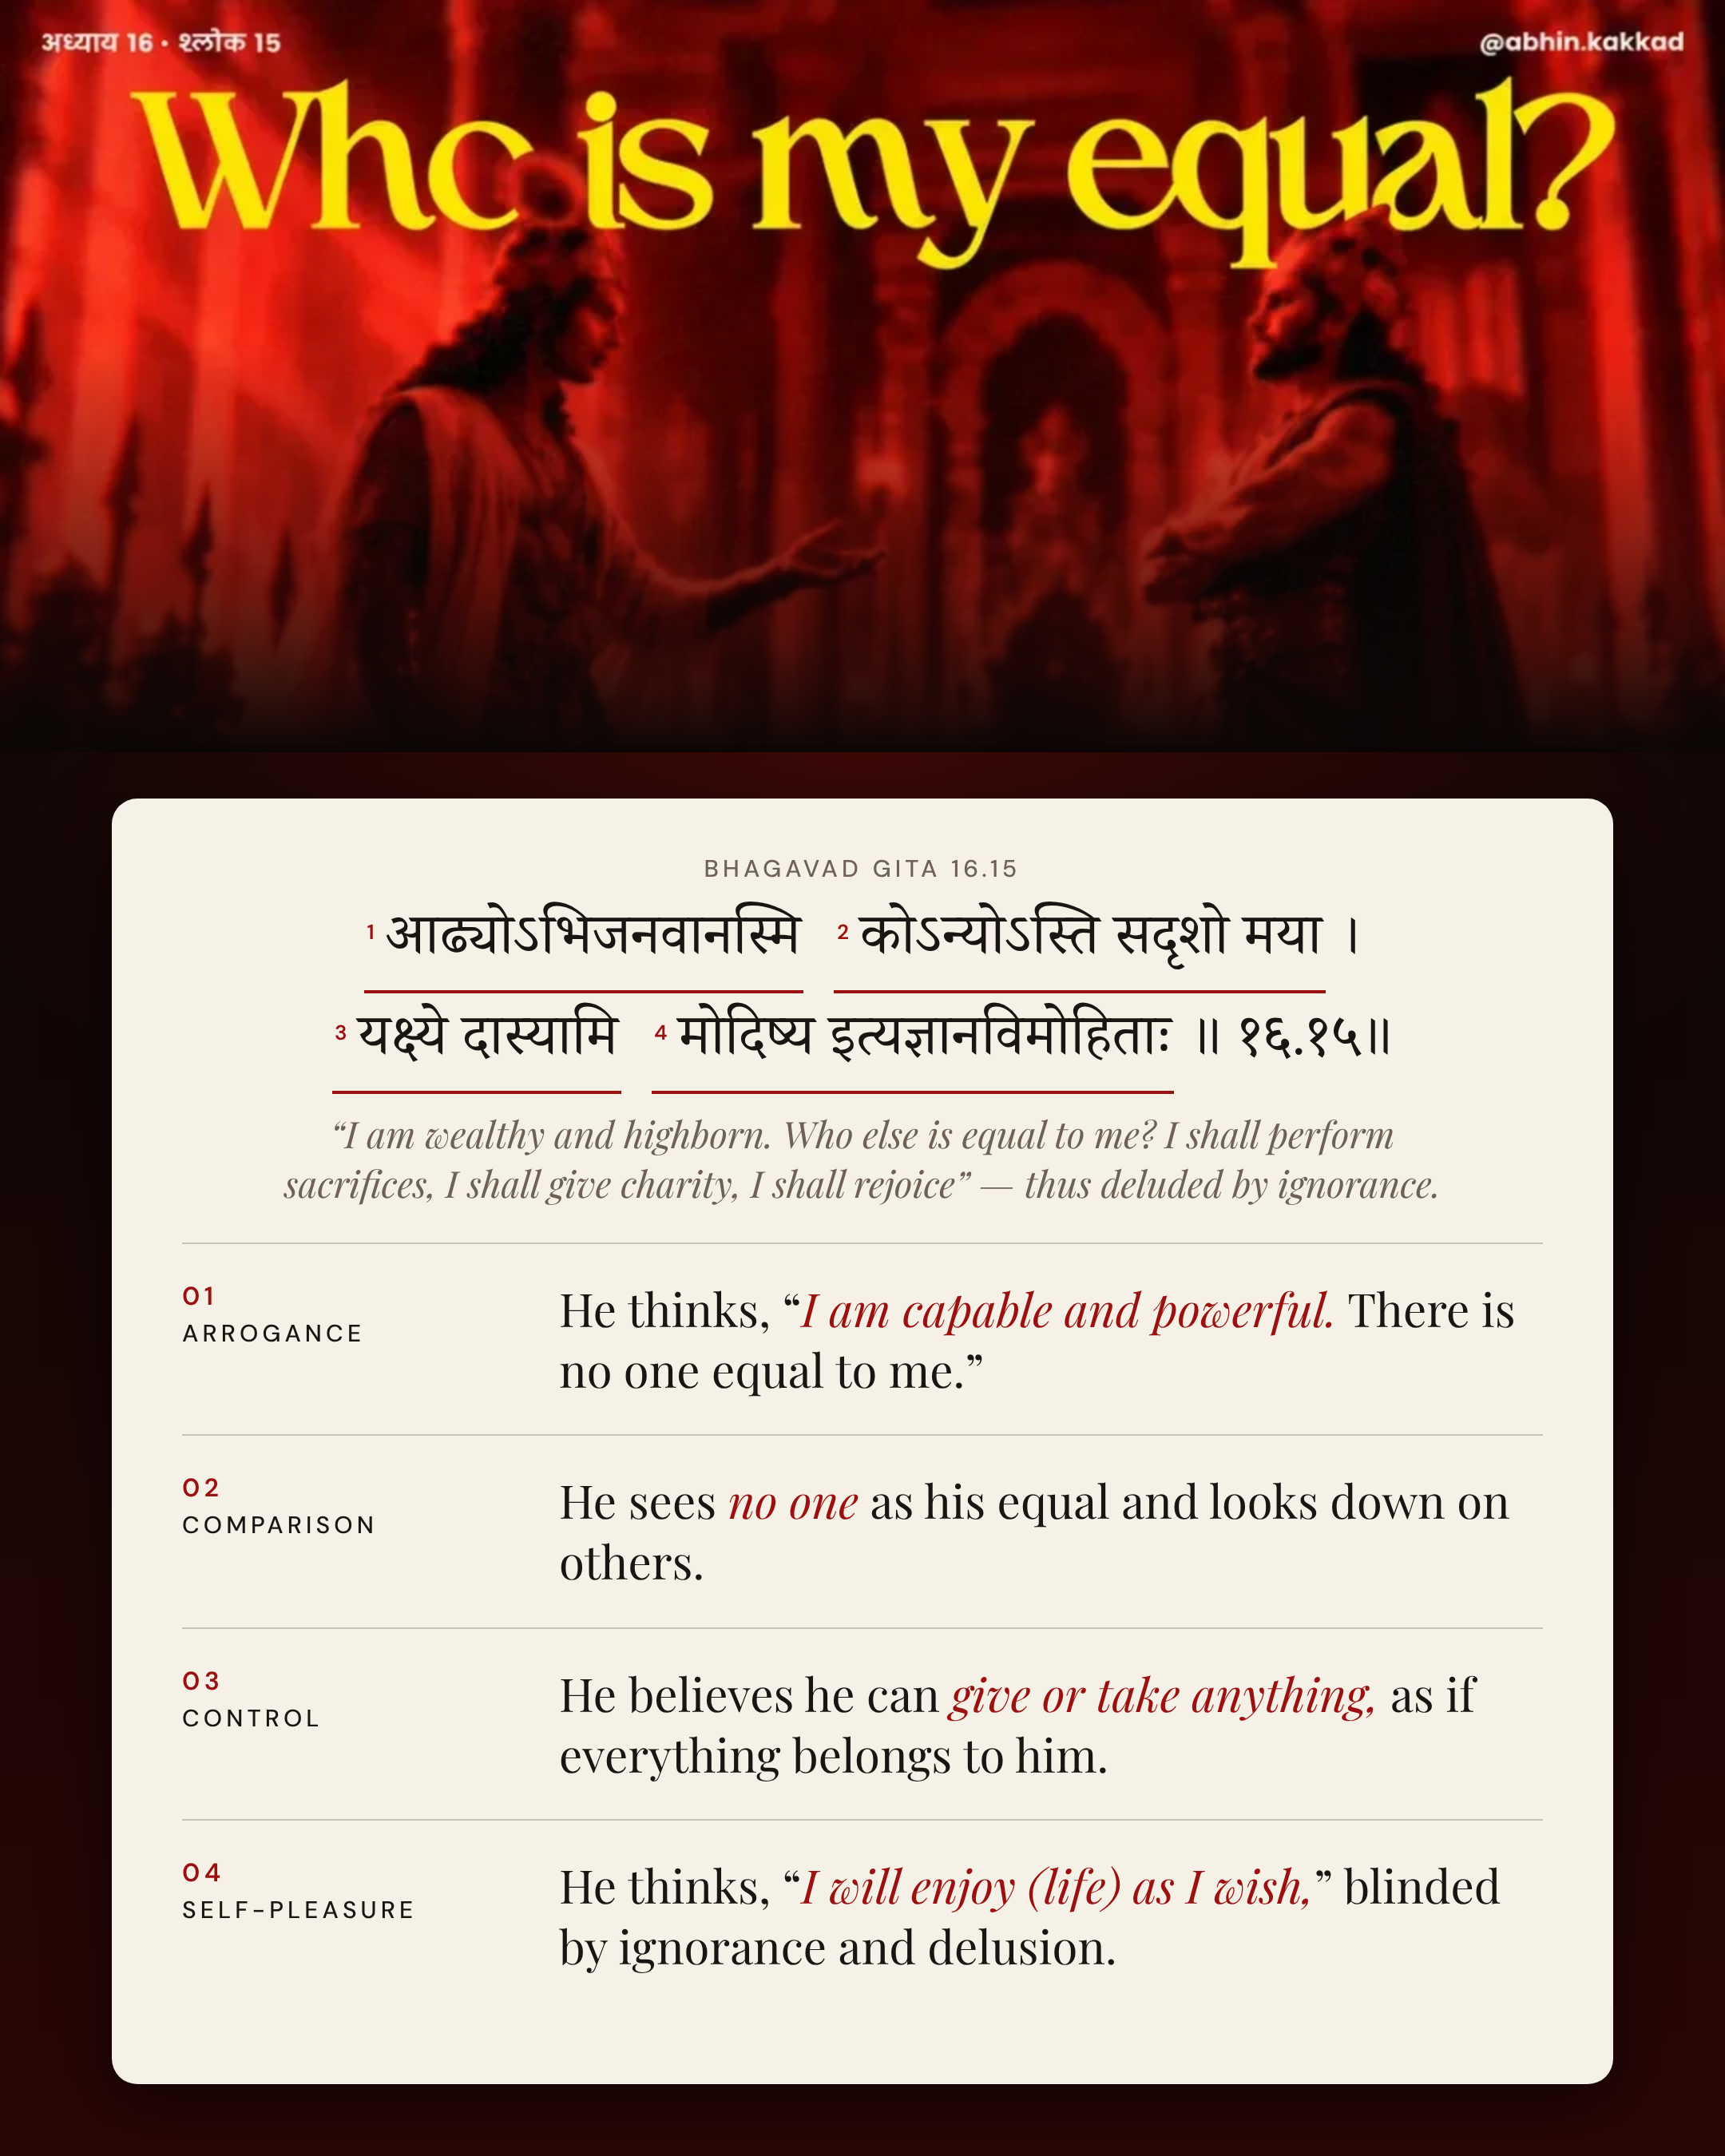 अध्याय 16 • श्लोक 15
@abhin.kakkad
Who is my equal?
BHAGAVAD GITA 16.15
1 आढ्योऽभिजनवानस्मि 2 कोऽन्योऽस्ति सदृशो मया ।
3 यक्ष्ये दास्यामि 4 मोदिष्य इत्यज्ञानविमोहिताः ॥ १६.१५॥
“I am wealthy and highborn. Who else is equal to me? I shall perform
sacrifices, I shall give charity, I shall rejoice” — thus deluded by ignorance.
01
ARROGANCE
He thinks, “I am capable and powerful. There is
no one equal to me.”
02
COMPARISON
He sees no one as his equal and looks down on
others.
03
CONTROL
He believes he can give or take anything, as if
everything belongs to him.
04
SELF-PLEASURE
He thinks, “I will enjoy (life) as I wish,” blinded
by ignorance and delusion.